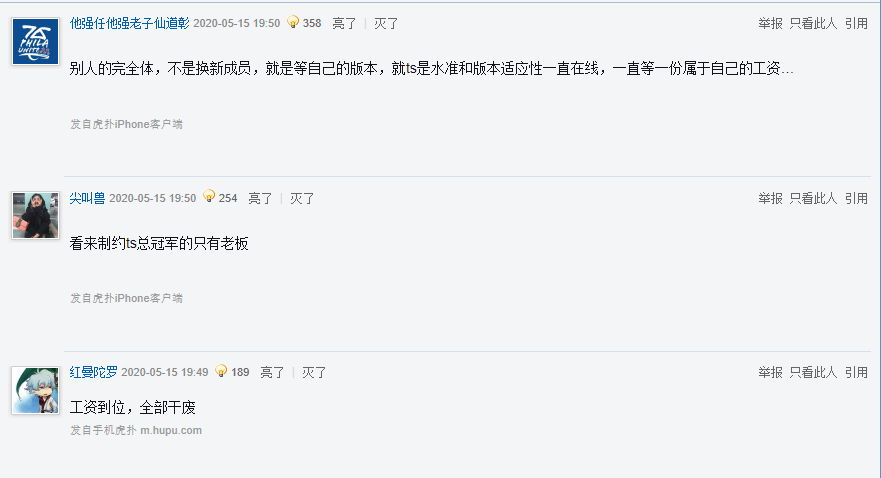 他强任他强老子仙道彰 2020-05-15 19:50 358 亮了 | 灭了 举报 只看此人 引用
别人的完全体，不是换新成员，就是等自己的版本，就ts是水准和版本适应性一直在线，一直等一份属于自己的工资…
发自虎扑iPhone客户端
尖叫兽 2020-05-15 19:50 254 亮了 | 灭了 举报 只看此人 引用
看来制约ts总冠军的只有老板
发自虎扑iPhone客户端
红曼陀罗 2020-05-15 19:49 189 亮了 | 灭了 举报 只看此人 引用
工资到位，全部干废
发自手机虎扑 m.hupu.com
PHILA
UNITE